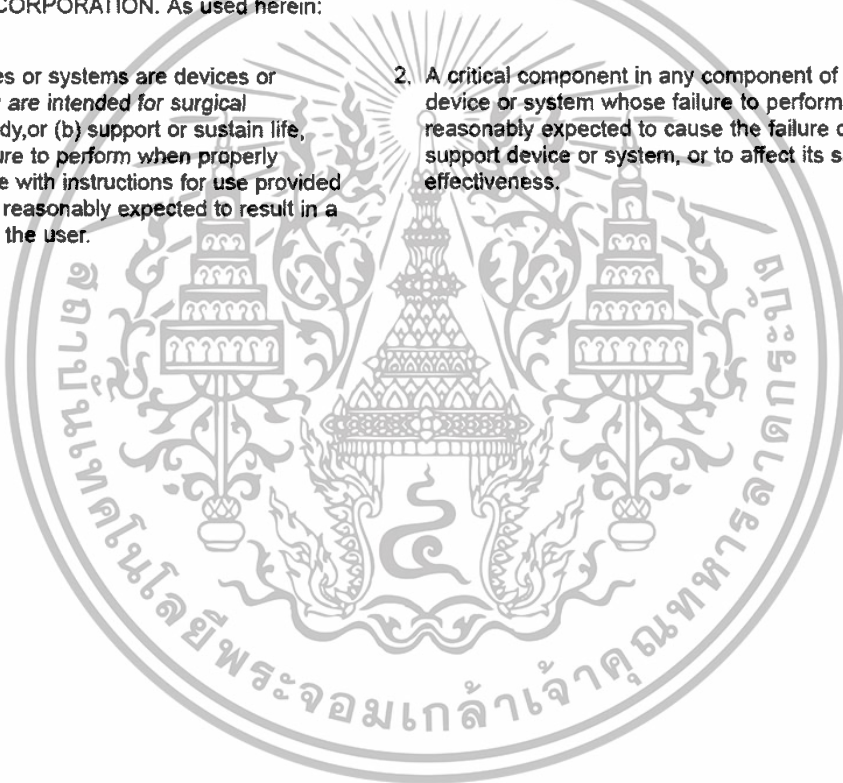 CORPORATION. As used herein:
es or systems are devices or
are intended for surgical
dy,or (b) support or sustain life,
ure to perform when properly
e with instructions for use provided
reasonably expected to result in a
the user.
2. A critical component in any component of
device or system whose failure to perform
reasonably expected to cause the failure o
support device or system, or to affect its s
effectiveness.
สถาบันเทคโนโลยีพระจอมเกล้าเจ้าคุณทหารลาดกระบัง
๔